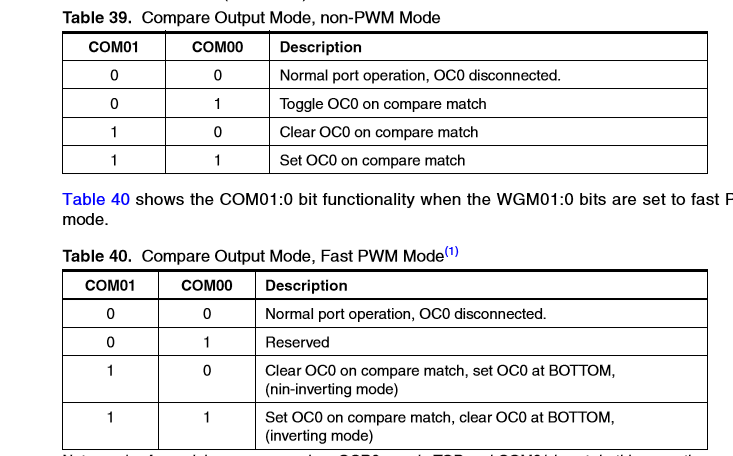 Table 39. Compare Output Mode, non-PWM Mode
COM01 COM00 Description
0 0 Normal port operation, OC0 disconnected.
0 1 Toggle OC0 on compare match
1 0 Clear OC0 on compare match
1 1 Set OC0 on compare match
Table 40 shows the COM01:0 bit functionality when the WGM01:0 bits are set to fast P
mode.
Table 40. Compare Output Mode, Fast PWM Mode(1)
COM01 COM00 Description
0 0 Normal port operation, OC0 disconnected.
0 1 Reserved
1 0 Clear OC0 on compare match, set OC0 at BOTTOM,
(nin-inverting mode)
1 1 Set OC0 on compare match, clear OC0 at BOTTOM,
(inverting mode)